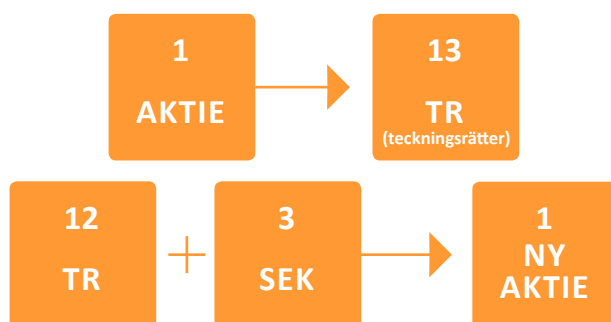 1
AKTIE
13
TR
(teckningsrätter)
12
TR
+
3
SEK
1
NY
AKTIE